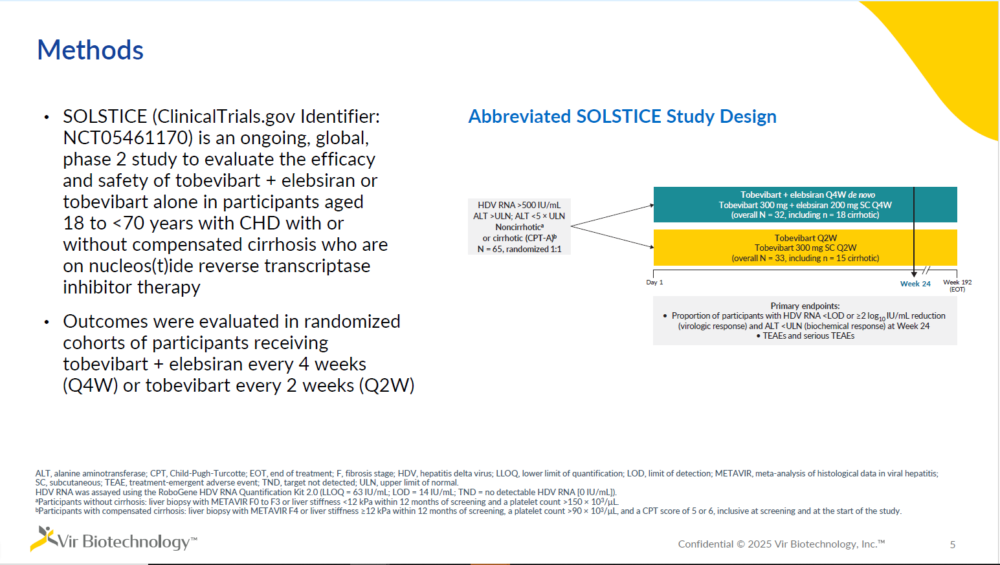 Methods
• SOLSTICE (ClinicalTrials.gov Identifier:
NCT05461170) is an ongoing, global,
phase 2 study to evaluate the efficacy
and safety of tobevibart + elebsiran or
tobevibart alone in participants aged
18 to <70 years with CHD with or
without compensated cirrhosis who are
on nucleos(t)ide reverse transcriptase
inhibitor therapy
• Outcomes were evaluated in randomized
cohorts of participants receiving
tobevibart + elebsiran every 4 weeks
(Q4W) or tobevibart every 2 weeks (Q2W)
Abbreviated SOLSTICE Study Design
HDV RNA >500 IU/mL
ALT >ULN; ALT <5 × ULN
Noncirrhoticᵃ
or cirrhotic (CPT-A)ᵇ
N = 65, randomized 1:1
Tobevibart + elebsiran Q4W de novo
Tobevibart 300 mg + elebsiran 200 mg SC Q4W
(overall N = 32, including n = 18 cirrhotic)
Tobevibart Q2W
Tobevibart 300 mg SC Q2W
(overall N = 33, including n = 15 cirrhotic)
Day 1
Week 24
Week 192
(EOT)
Primary endpoints:
• Proportion of participants with HDV RNA <LOD or ≥2 log₁₀ IU/mL reduction
(virologic response) and ALT <ULN (biochemical response) at Week 24
• TEAEs and serious TEAEs
ALT, alanine aminotransferase; CPT, Child-Pugh-Turcotte; EOT, end of treatment; F, fibrosis stage; HDV, hepatitis delta virus; LLOQ, lower limit of quantification; LOD, limit of detection; METAVIR, meta-analysis of histological data in viral hepatitis;
SC, subcutaneous; TEAE, treatment-emergent adverse event; TND, target not detected; ULN, upper limit of normal.
HDV RNA was assayed using the RoboGene HDV RNA Quantification Kit 2.0 (LLOQ = 63 IU/mL; LOD = 14 IU/mL; TND = no detectable HDV RNA [0 IU/mL]).
ᵃParticipants without cirrhosis: liver biopsy with METAVIR F0 to F3 or liver stiffness <12 kPa within 12 months of screening and a platelet count >150 × 10³/µL.
ᵇParticipants with compensated cirrhosis: liver biopsy with METAVIR F4 or liver stiffness ≥12 kPa within 12 months of screening, a platelet count >90 × 10³/µL, and a CPT score of 5 or 6, inclusive at screening and at the start of the study.
Vir Biotechnology™
Confidential © 2025 Vir Biotechnology, Inc.™
5